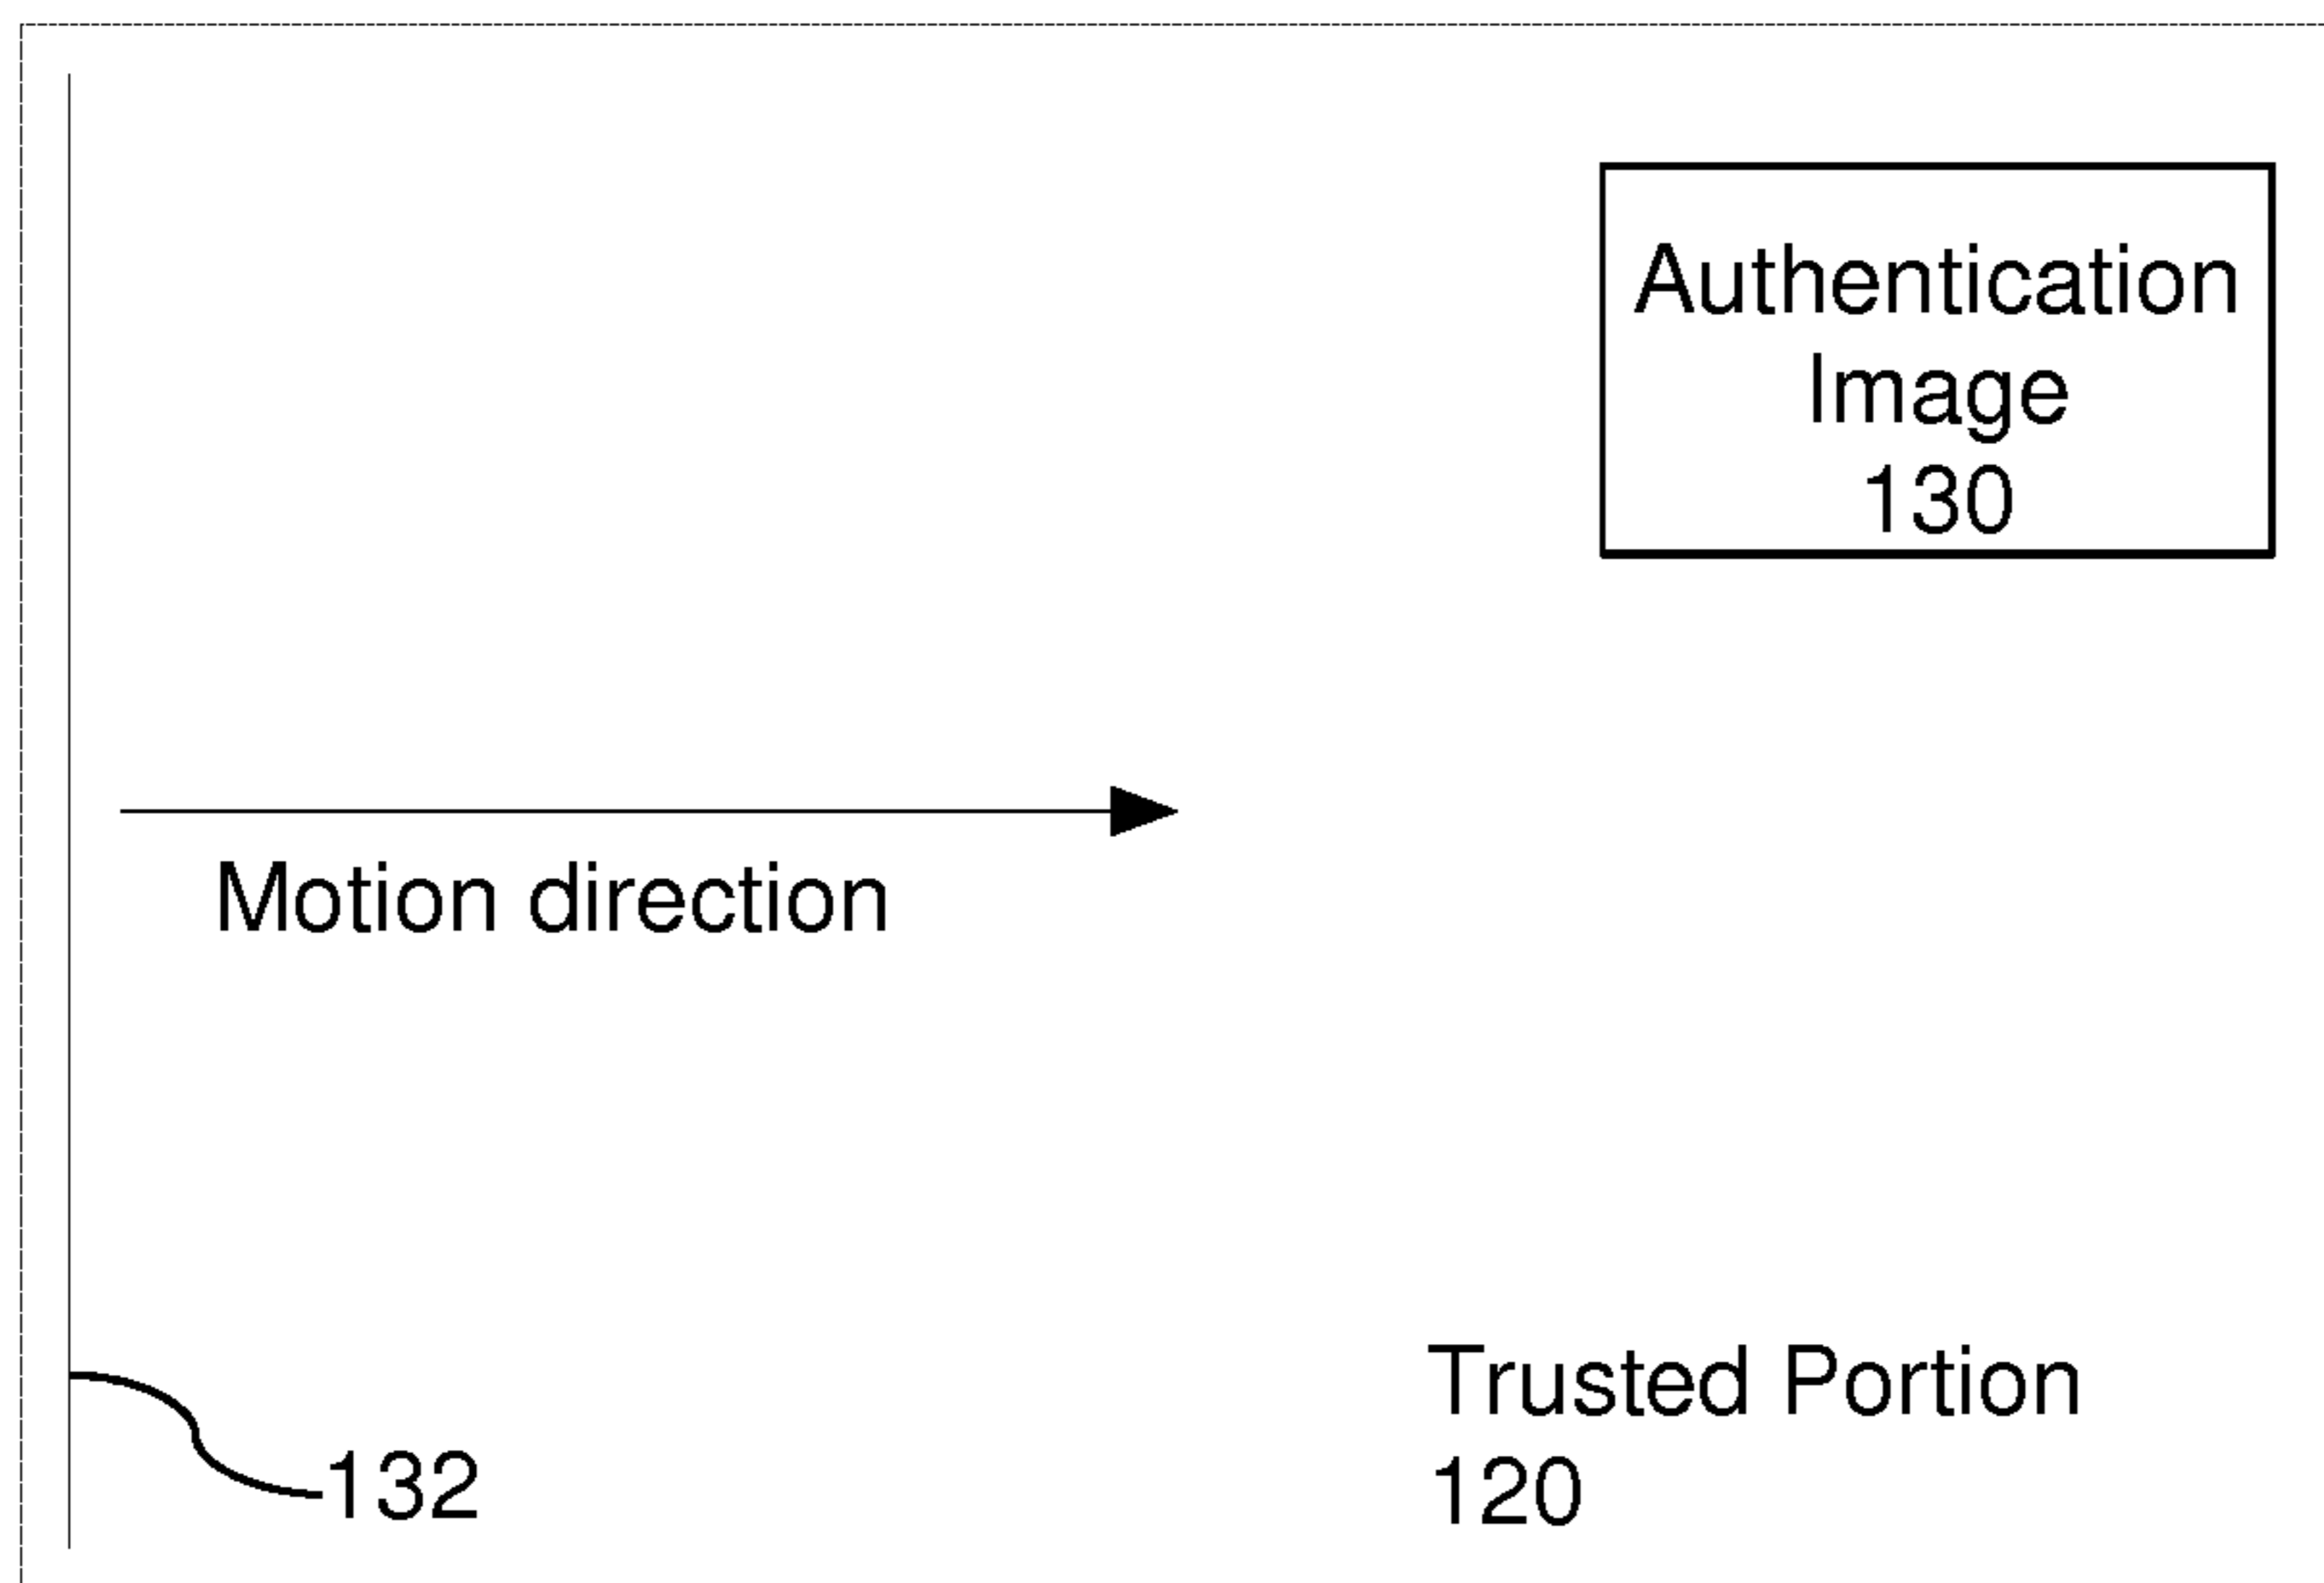 Authentication
Image
130
Motion direction
Trusted Portion
120
132